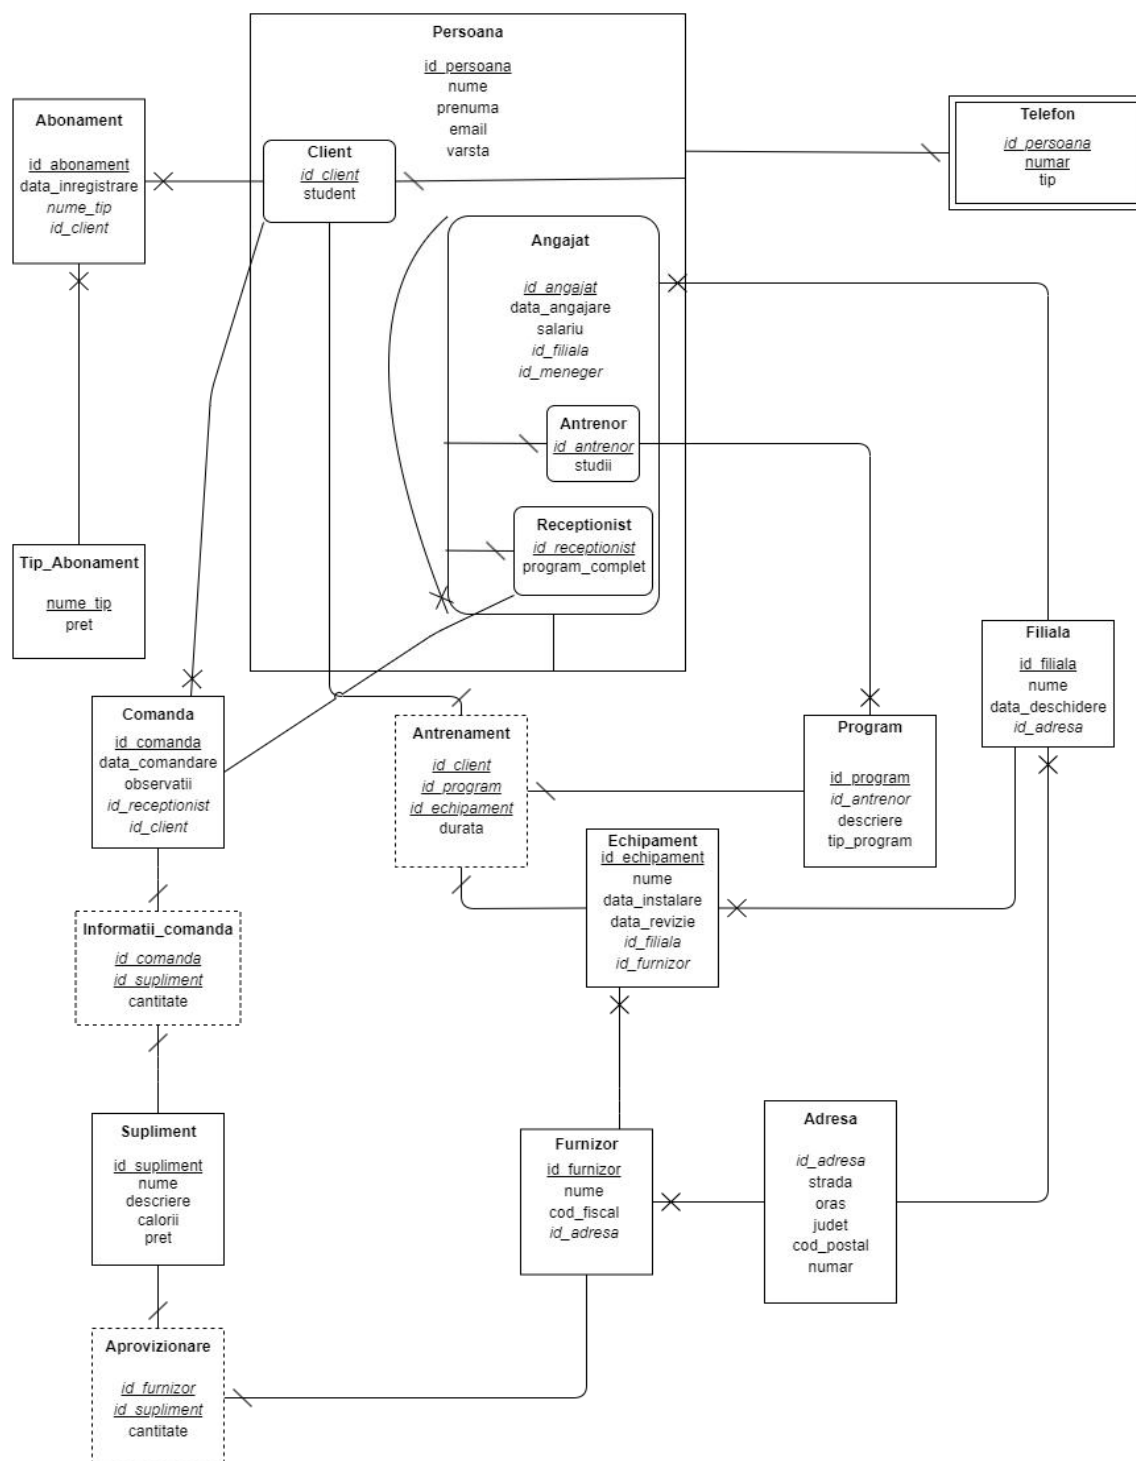 Persoana
id_persoana
nume
prenuma
email
varsta
Abonament
id_abonament
data_inregistrare
nume_tip
id_client
Client
id_client
student
Telefon
id_persoana
numar
tip
Angajat
id_angajat
data_angajare
salariu
id_filiala
id_meneger
Antrenor
id_antrenor
studii
Receptionist
id_receptionist
program_complet
Tip_Abonament
nume_tip
pret
Filiala
id_filiala
nume
data_deschidere
id_adresa
Comanda
id_comanda
data_comandare
observatii
id_receptionist
id_client
Antrenament
id_client
id_program
id_echipament
durata
Program
id_program
id_antrenor
descriere
tip_program
Echipament
id_echipament
nume
data_instalare
data_revizie
id_filiala
id_furnizor
Informatii_comanda
id_comanda
id_supliment
cantitate
Supliment
id_supliment
nume
descriere
calorii
pret
Furnizor
id_furnizor
nume
cod_fiscal
id_adresa
Adresa
id_adresa
strada
oras
judet
cod_postal
numar
Aprovizionare
id_furnizor
id_supliment
cantitate